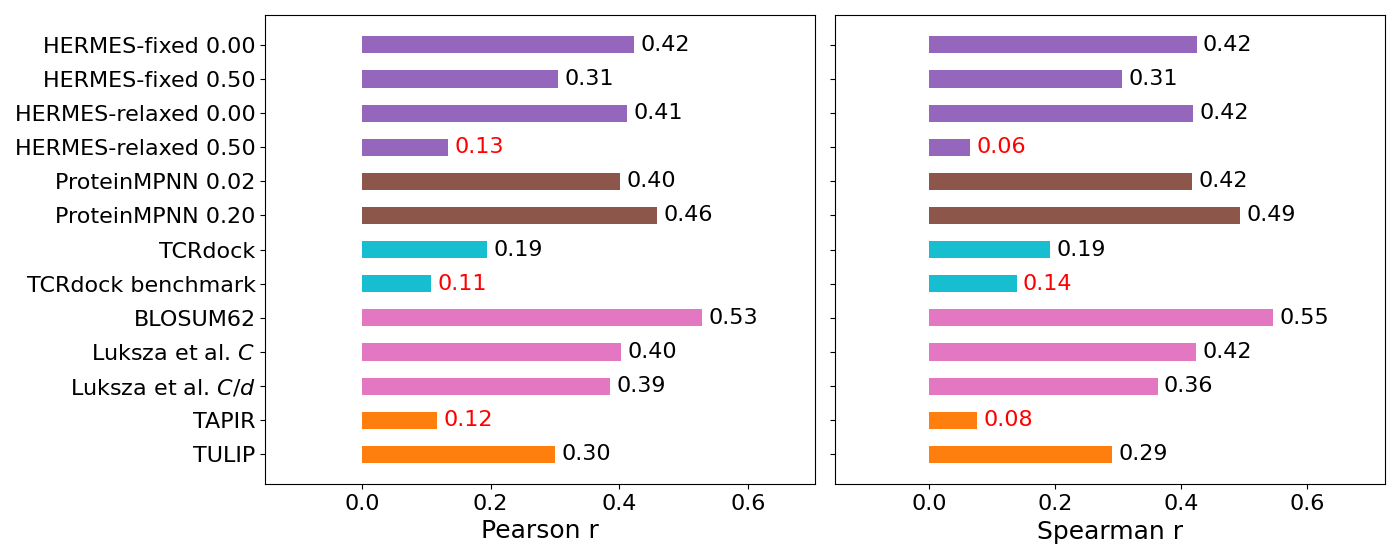 HERMES-fixed 0.00 0.42 0.42
HERMES-fixed 0.50 0.31 0.31
HERMES-relaxed 0.00 0.41 0.42
HERMES-relaxed 0.50 0.13 0.06
ProteinMPNN 0.02 0.40 0.42
ProteinMPNN 0.20 0.46 0.49
TCRdock 0.19 0.19
TCRdock benchmark 0.11 0.14
BLOSUM62 0.53 0.55
Luksza et al. C 0.40 0.42
Luksza et al. C/d 0.39 0.36
TAPIR 0.12 0.08
TULIP 0.30 0.29
0.0 0.2 0.4 0.6 0.0 0.2 0.4 0.6
Pearson r Spearman r